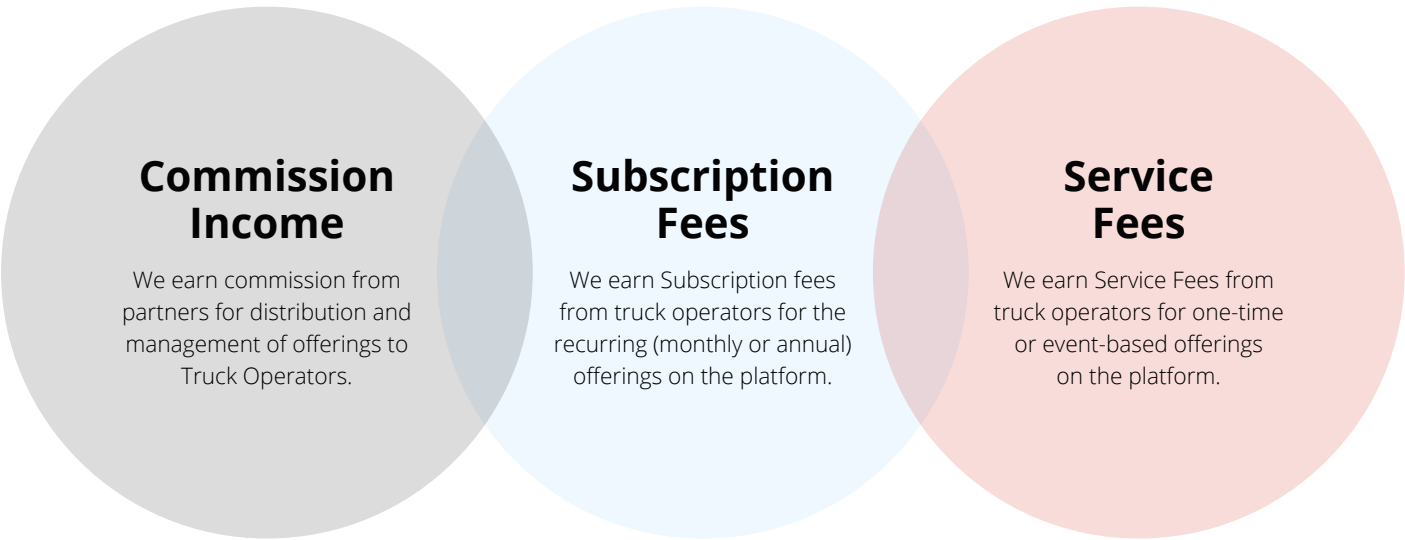 Commission
Income
We earn commission from
partners for distribution and
management of offerings to
Truck Operators.
Subscription
Fees
We earn Subscription fees
from truck operators for the
recurring (monthly or annual)
offerings on the platform.
Service
Fees
We earn Service Fees from
truck operators for one-time
or event-based offerings
on the platform.